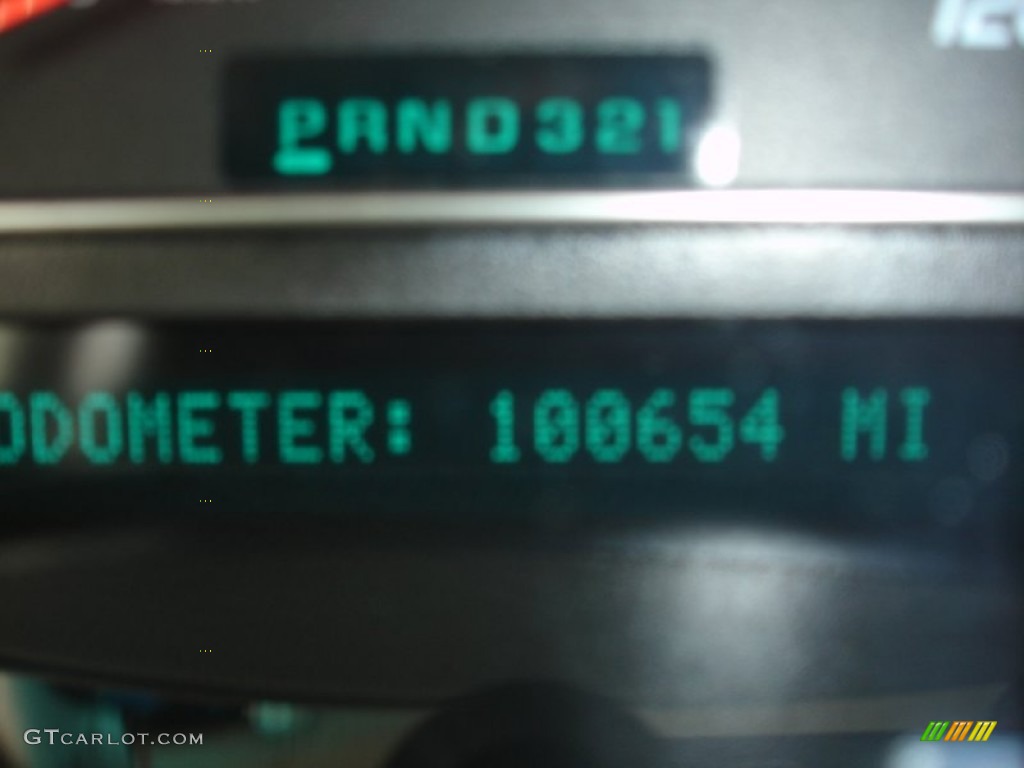 PRND321
ODOMETER: 100654 MI
GTCARLOT.COM